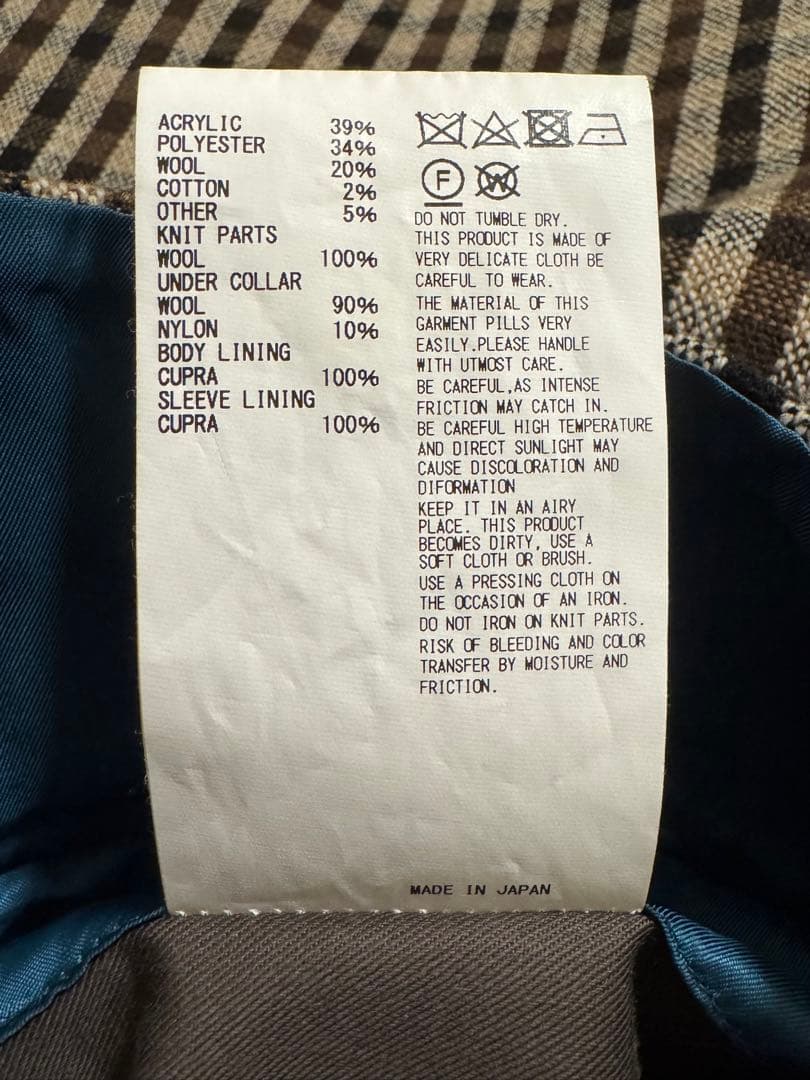 ACRYLIC 39%
POLYESTER 34%
WOOL 20%
COTTON 2%
OTHER 5%
KNIT PARTS
WOOL 100%
UNDER COLLAR
WOOL 90%
NYLON 10%
BODY LINING
CUPRA 100%
SLEEVE LINING
CUPRA 100%
F
W
DO NOT TUMBLE DRY.
THIS PRODUCT IS MADE OF
VERY DELICATE CLOTH BE
CAREFUL TO WEAR.
THE MATERIAL OF THIS
GARMENT PILLS VERY
EASILY.PLEASE HANDLE
WITH UTMOST CARE.
BE CAREFUL,AS INTENSE
FRICTION MAY CATCH IN.
BE CAREFUL HIGH TEMPERATURE
AND DIRECT SUNLIGHT MAY
CAUSE DISCOLORATION AND
DIFORMATION
KEEP IT IN AN AIRY
PLACE. THIS PRODUCT
BECOMES DIRTY, USE A
SOFT CLOTH OR BRUSH.
USE A PRESSING CLOTH ON
THE OCCASION OF AN IRON.
DO NOT IRON ON KNIT PARTS.
RISK OF BLEEDING AND COLOR
TRANSFER BY MOISTURE AND
FRICTION.
MADE IN JAPAN